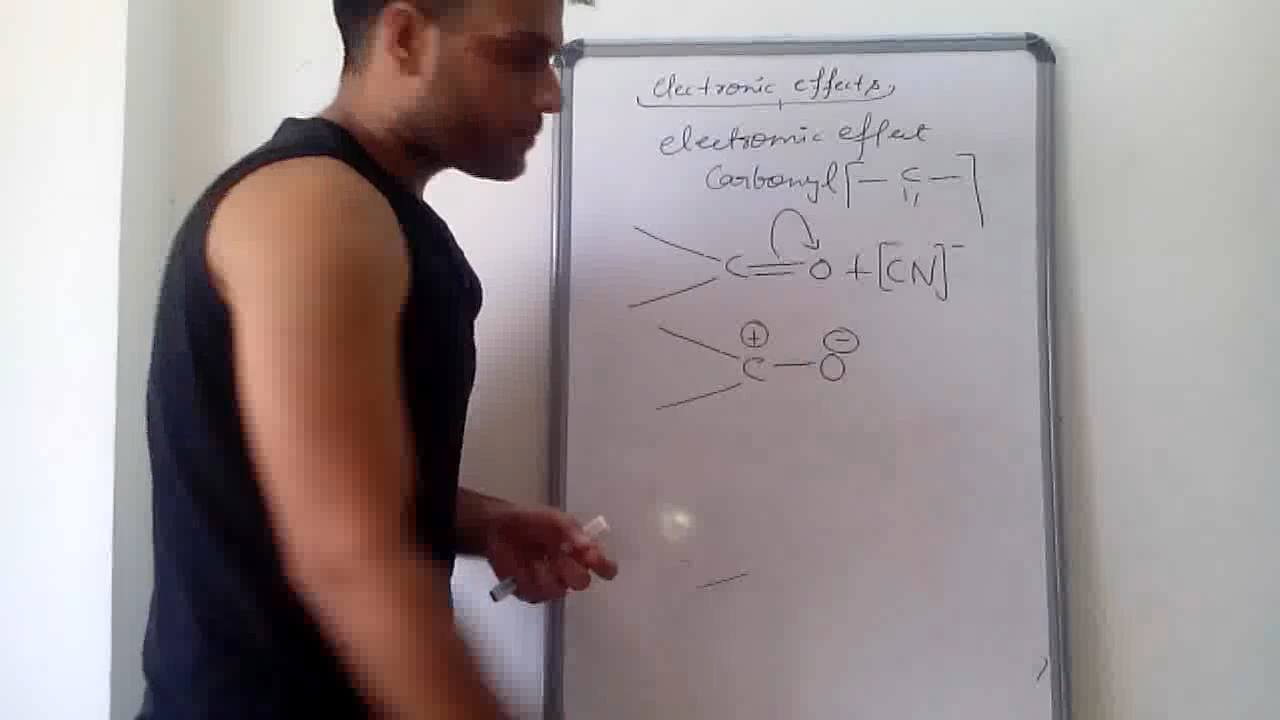 electronic effects,
electromic effect
Carbonyl [— C —]
C = O + [CN]⁻
⊕ ⊖
C — O